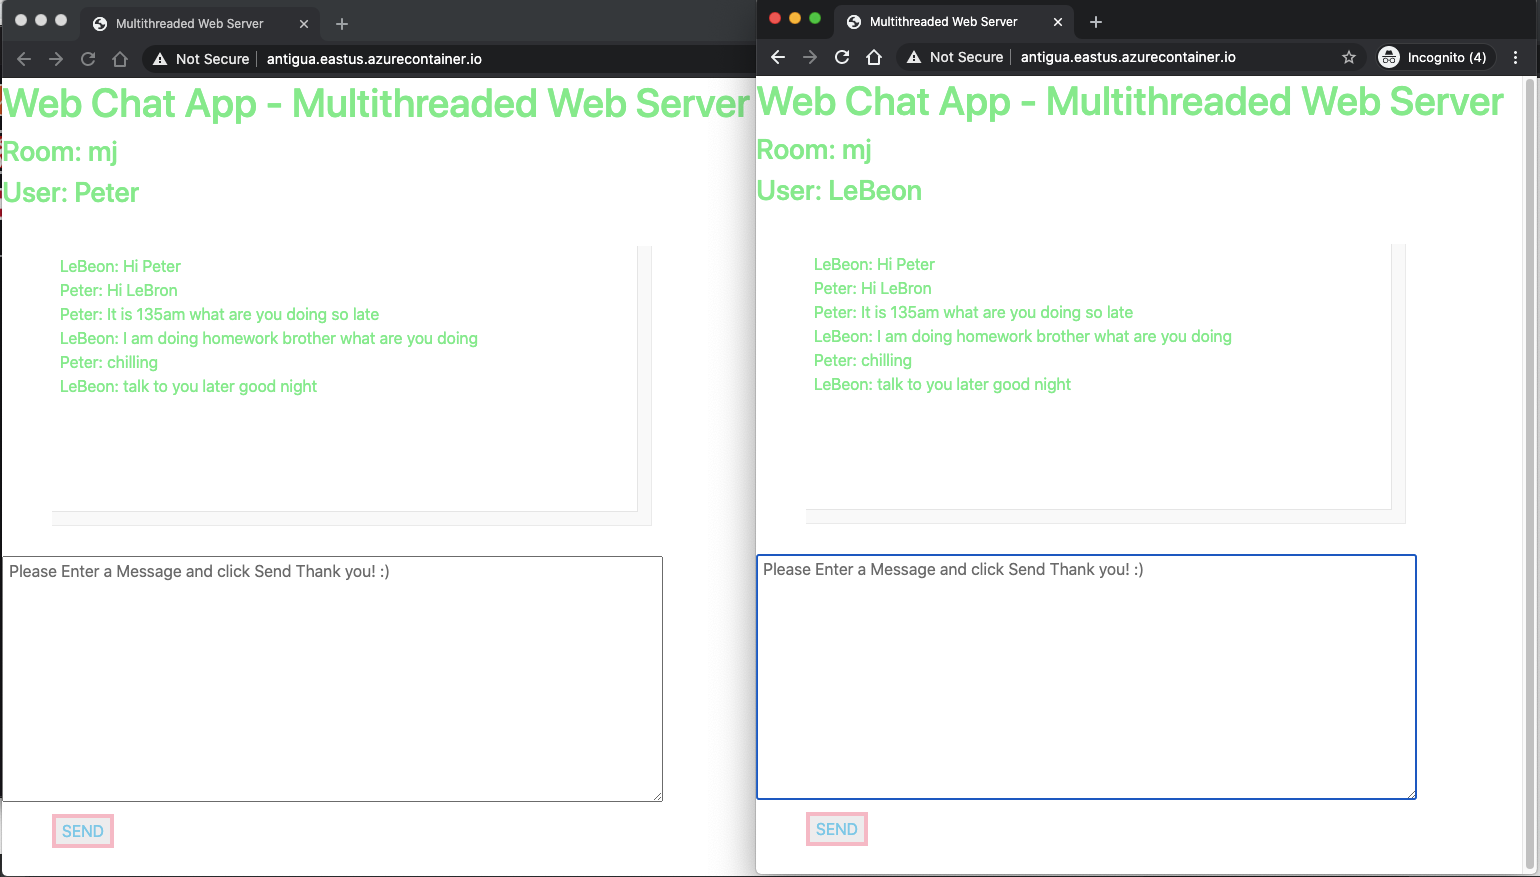 Multithreaded Web Server
Not Secure antigua.eastus.azurecontainer.io
Web Chat App - Multithreaded Web Server
Room: mj
User: Peter
LeBeon: Hi Peter
Peter: Hi LeBron
Peter: It is 135am what are you doing so late
LeBeon: I am doing homework brother what are you doing
Peter: chilling
LeBeon: talk to you later good night
Please Enter a Message and click Send Thank you! :)
SEND
Multithreaded Web Server
Not Secure antigua.eastus.azurecontainer.io Incognito (4)
Web Chat App - Multithreaded Web Server
Room: mj
User: LeBeon
LeBeon: Hi Peter
Peter: Hi LeBron
Peter: It is 135am what are you doing so late
LeBeon: I am doing homework brother what are you doing
Peter: chilling
LeBeon: talk to you later good night
Please Enter a Message and click Send Thank you! :)
SEND